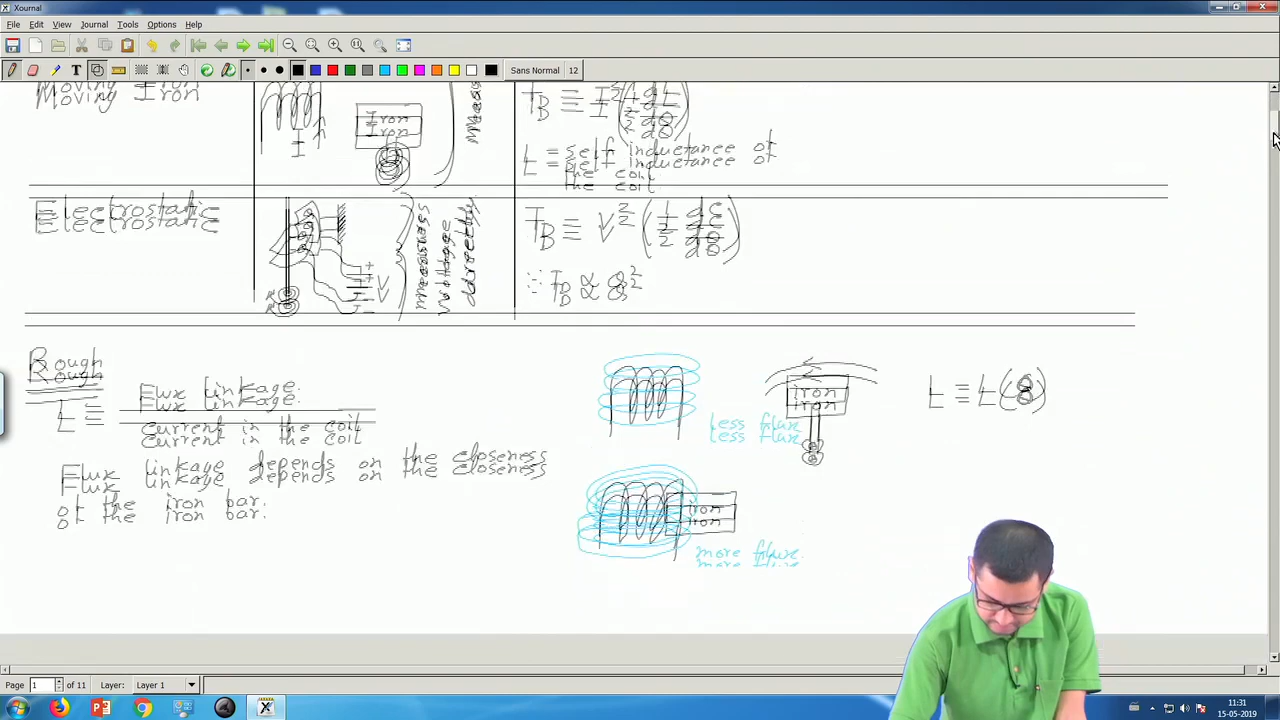 Xournal
File Edit View Journal Tools Options Help
Sans Normal 12
Moving Iron
I
Iron
T_B = I² (1/2 dL/dθ)
L = self inductance of
the coil
Electrostatic
+
V
-
measures
voltage
directly
T_B = V² (1/2 dC/dθ)
∴ T_B ∝ θ²
Rough
L = Flux linkage / Current in the coil
Flux linkage depends on the closeness
of the iron bar.
Less flux
iron
L = L(θ)
iron
more flux.
Page 1 of 11 Layer: Layer 1
11:31
15-05-2019